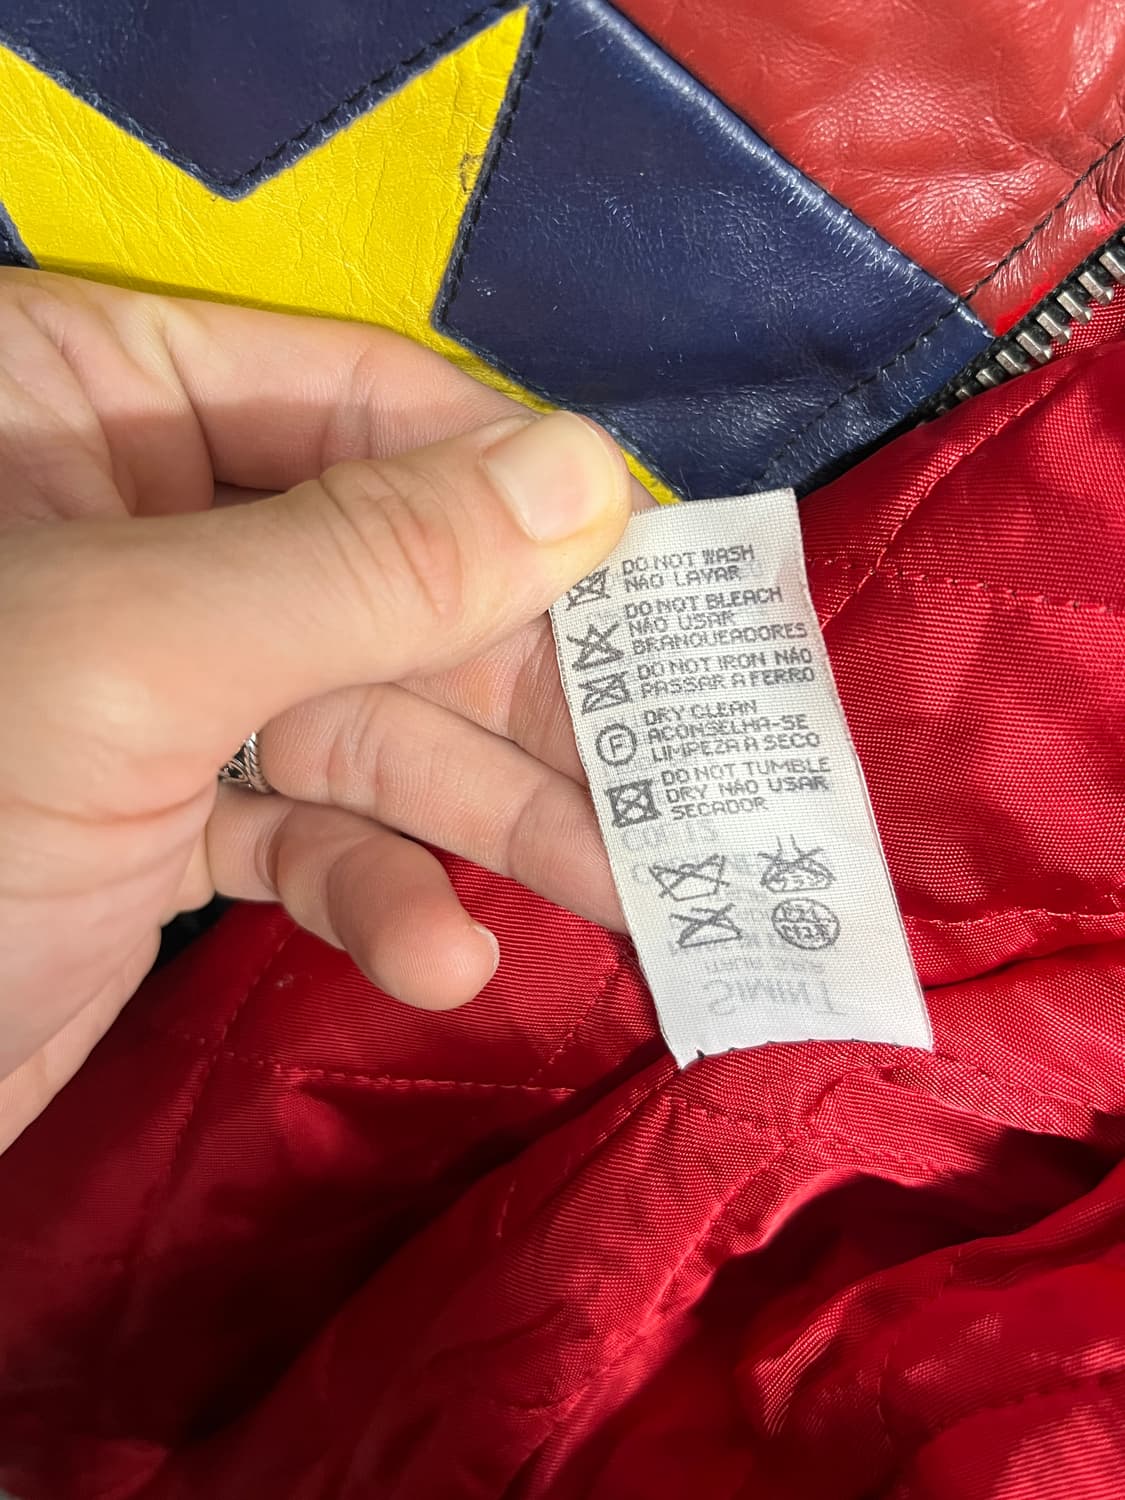 DO NOT WASH
NÃO LAVAR
DO NOT BLEACH
NÃO USAR
BRANQUEADORES
DO NOT IRON NÃO
PASSAR A FERRO
F
DRY CLEAN
ACONSELHA-SE
LIMPEZA A SECO
DO NOT TUMBLE
DRY NÃO USAR
SECADOR